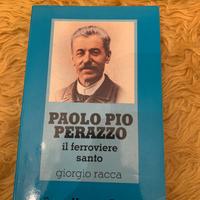 PAOLO PIO
PERAZZO
il ferroviere
santo
giorgio racca